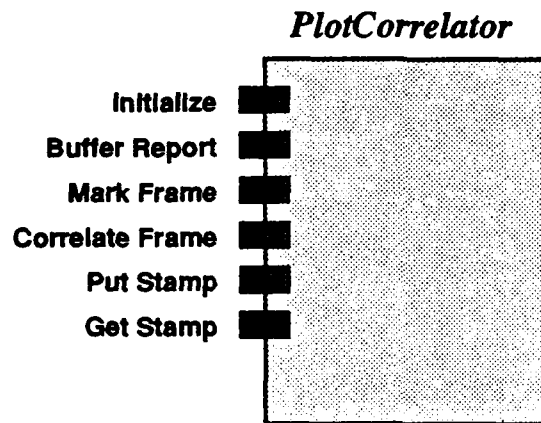 PlotCorrelator
Initialize
Buffer Report
Mark Frame
Correlate Frame
Put Stamp
Get Stamp